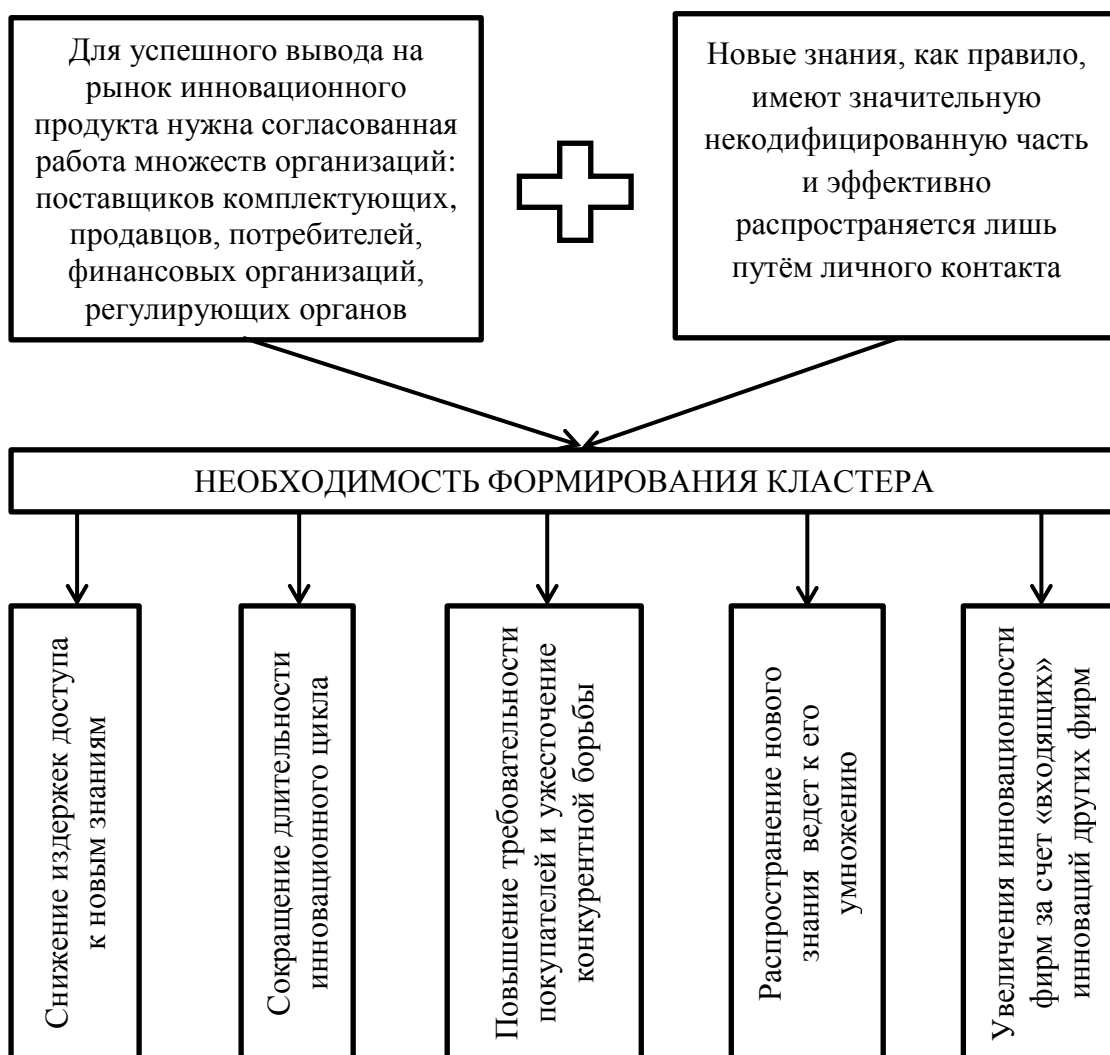 Для успешного вывода на
рынок инновационного
продукта нужна согласованная
работа множеств организаций:
поставщиков комплектующих,
продавцов, потребителей,
финансовых организаций,
регулирующих органов
Новые знания, как правило,
имеют значительную
некодифицированную часть
и эффективно
распространяется лишь
путём личного контакта
НЕОБХОДИМОСТЬ ФОРМИРОВАНИЯ КЛАСТЕРА
Снижение издержек доступа
к новым знаниям
Сокращение длительности
инновационного цикла
Повышение требовательности
покупателей и ужесточение
конкурентной борьбы
Распространение нового
знания ведет к его
умножению
Увеличения инновационности
фирм за счет «входящих»
инноваций других фирм